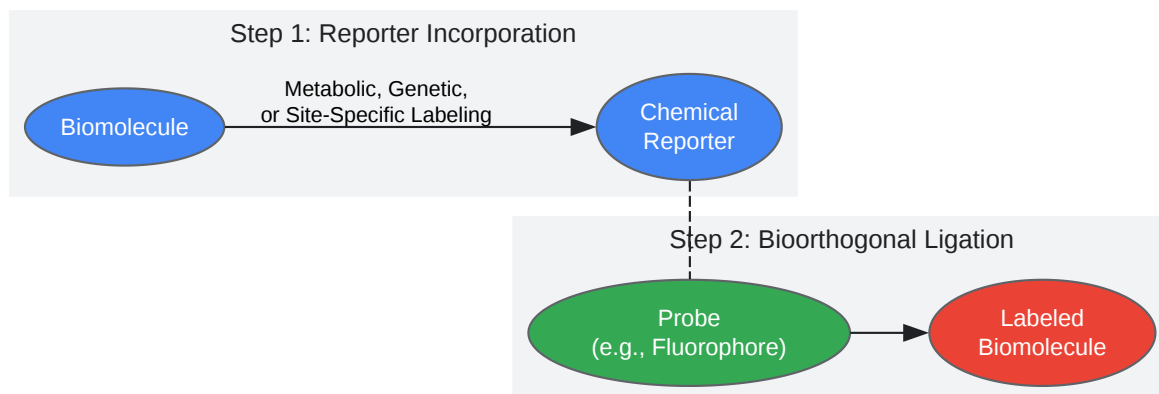 Step 1: Reporter Incorporation
Biomolecule
Metabolic, Genetic,
or Site-Specific Labeling
Chemical
Reporter
Step 2: Bioorthogonal Ligation
Probe
(e.g., Fluorophore)
Labeled
Biomolecule